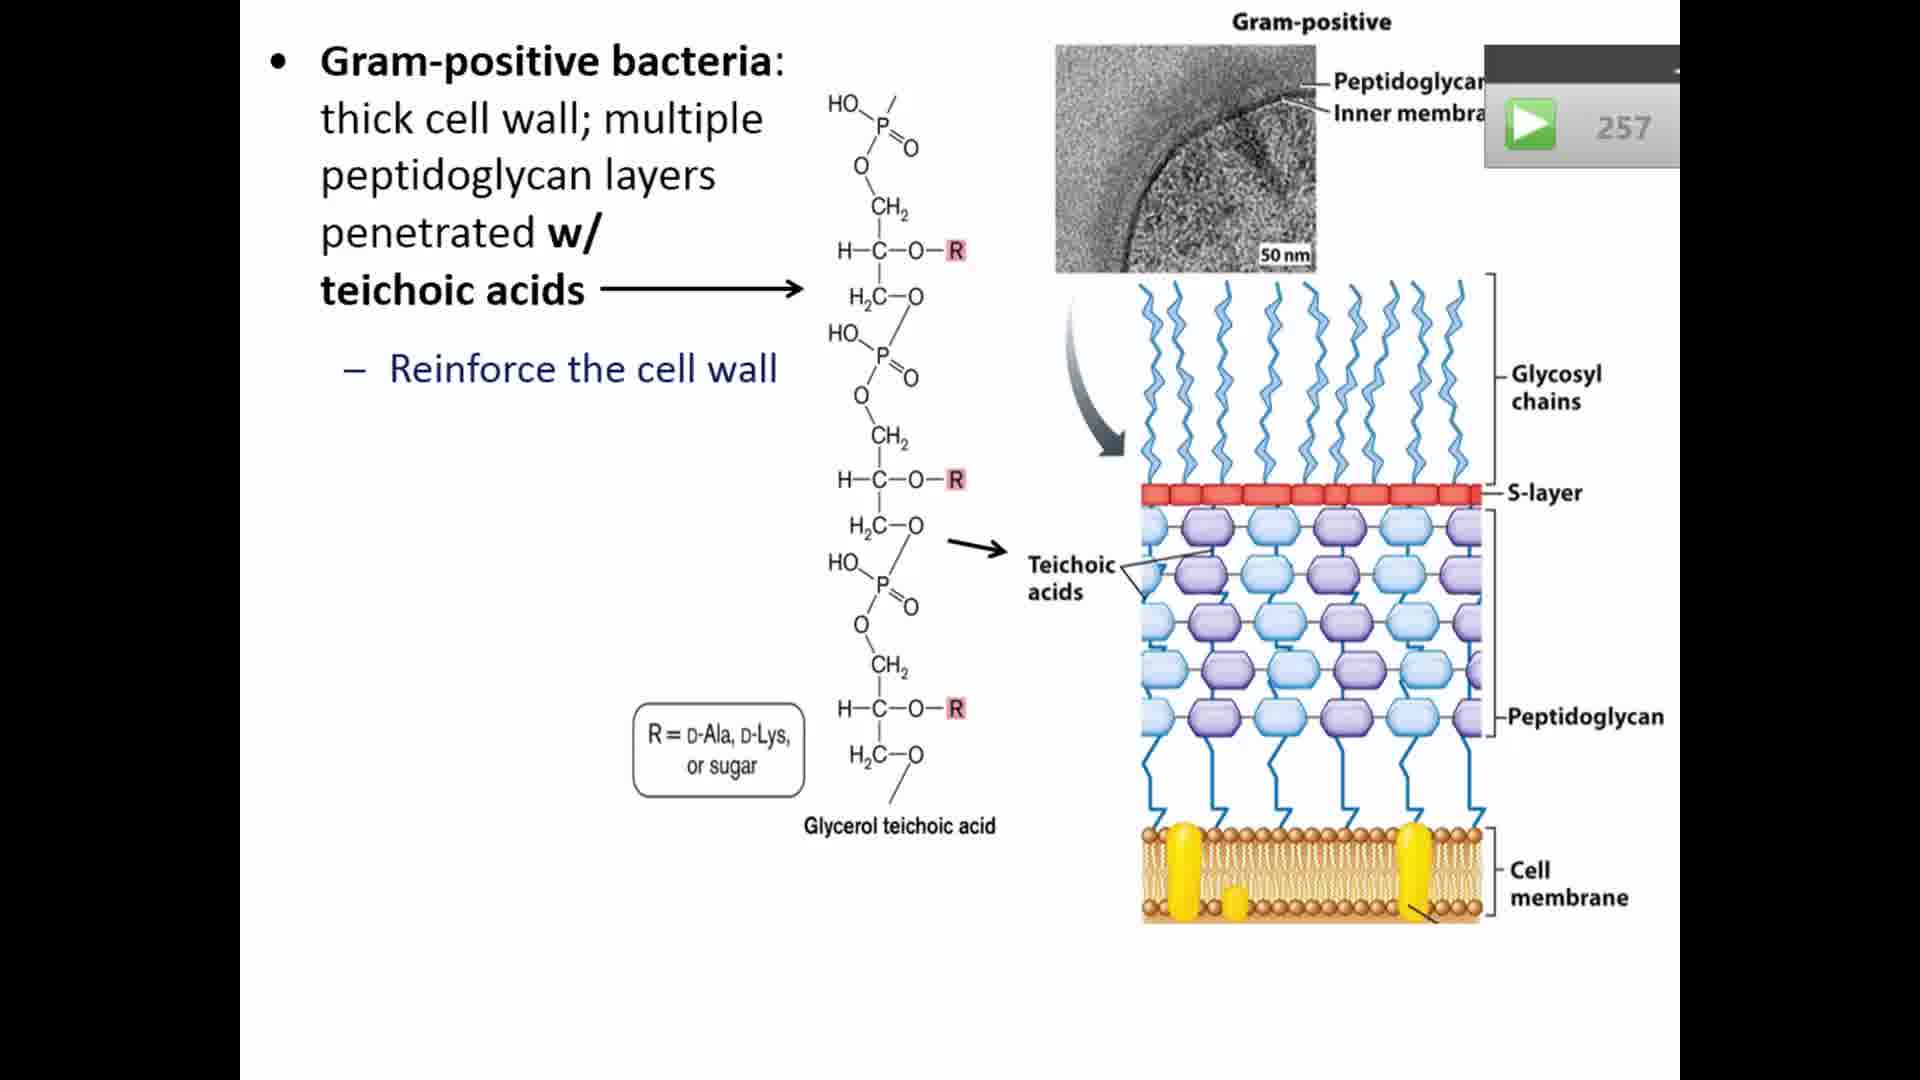 • Gram-positive bacteria:
thick cell wall; multiple
peptidoglycan layers
penetrated w/
teichoic acids
– Reinforce the cell wall
HO
P
O
O
CH2
H–C–O–R
H2C–O
HO
P
O
O
CH2
H–C–O–R
H2C–O
HO
P
O
O
CH2
H–C–O–R
H2C–O
R = D-Ala, D-Lys,
or sugar
Glycerol teichoic acid
Gram-positive
Peptidoglycan
Inner membra
50 nm
257
Glycosyl
chains
S-layer
Teichoic
acids
Peptidoglycan
Cell
membrane